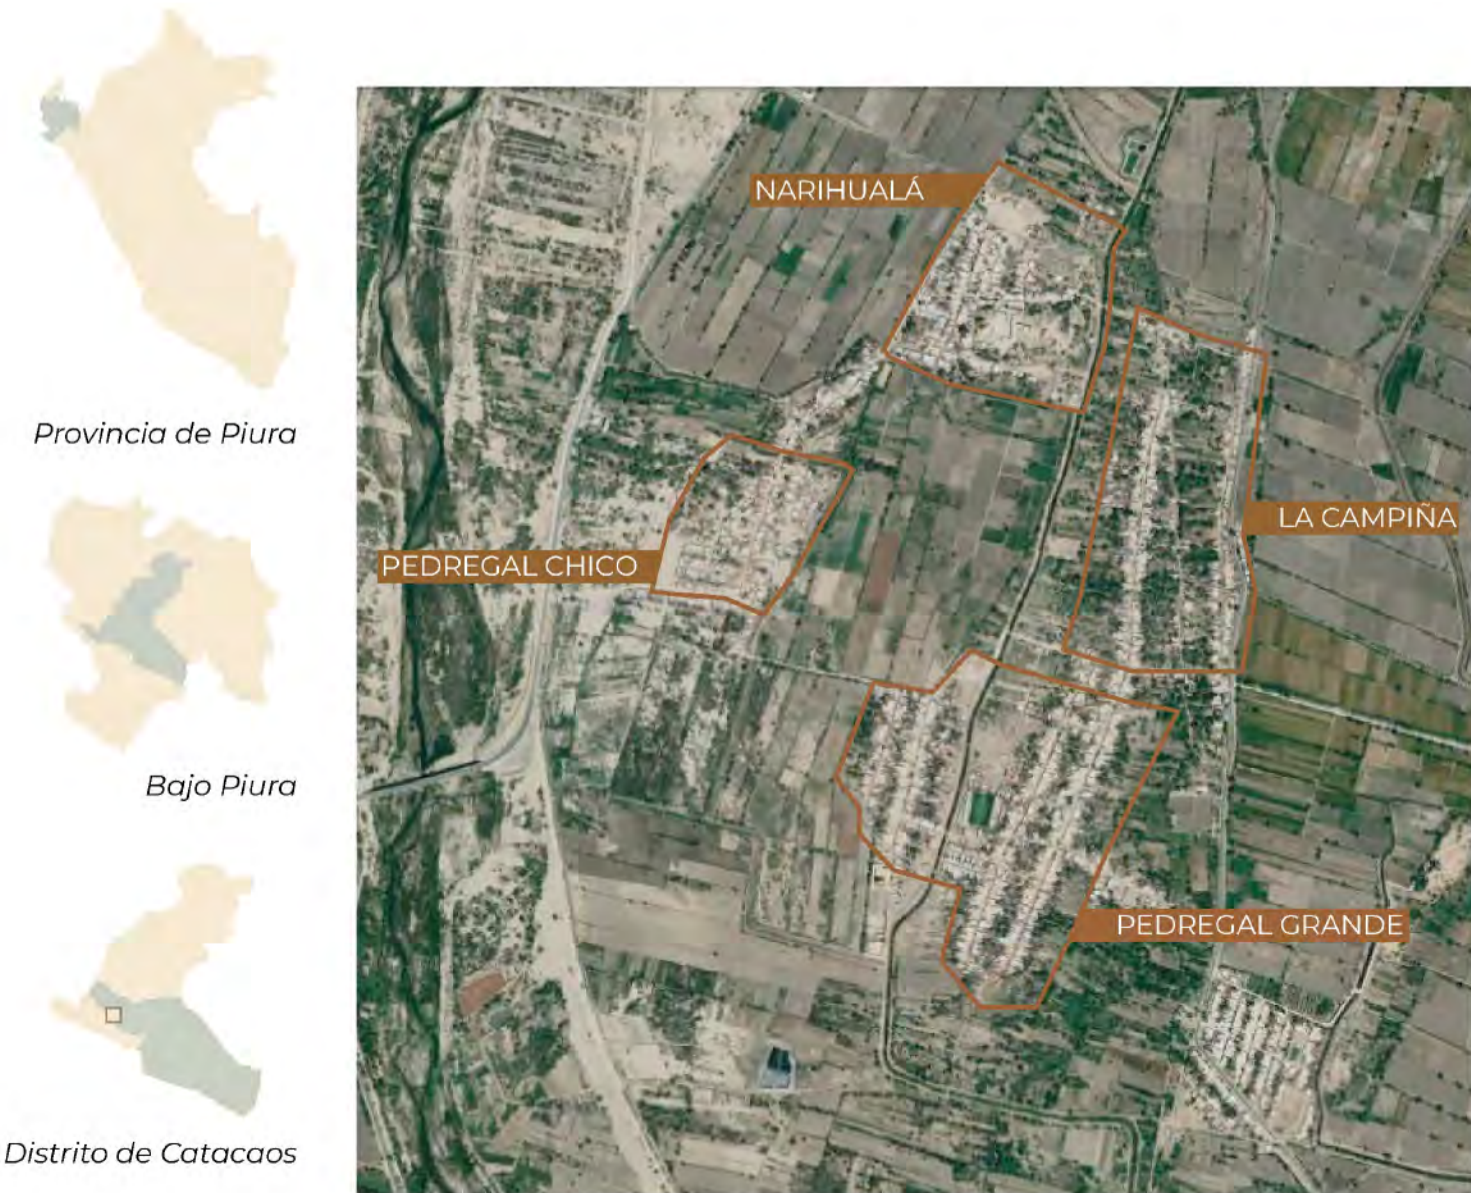 Provincia de Piura
Bajo Piura
Distrito de Catacaos
NARIHUALÁ
LA CAMPIÑA
PEDREGAL CHICO
PEDREGAL GRANDE